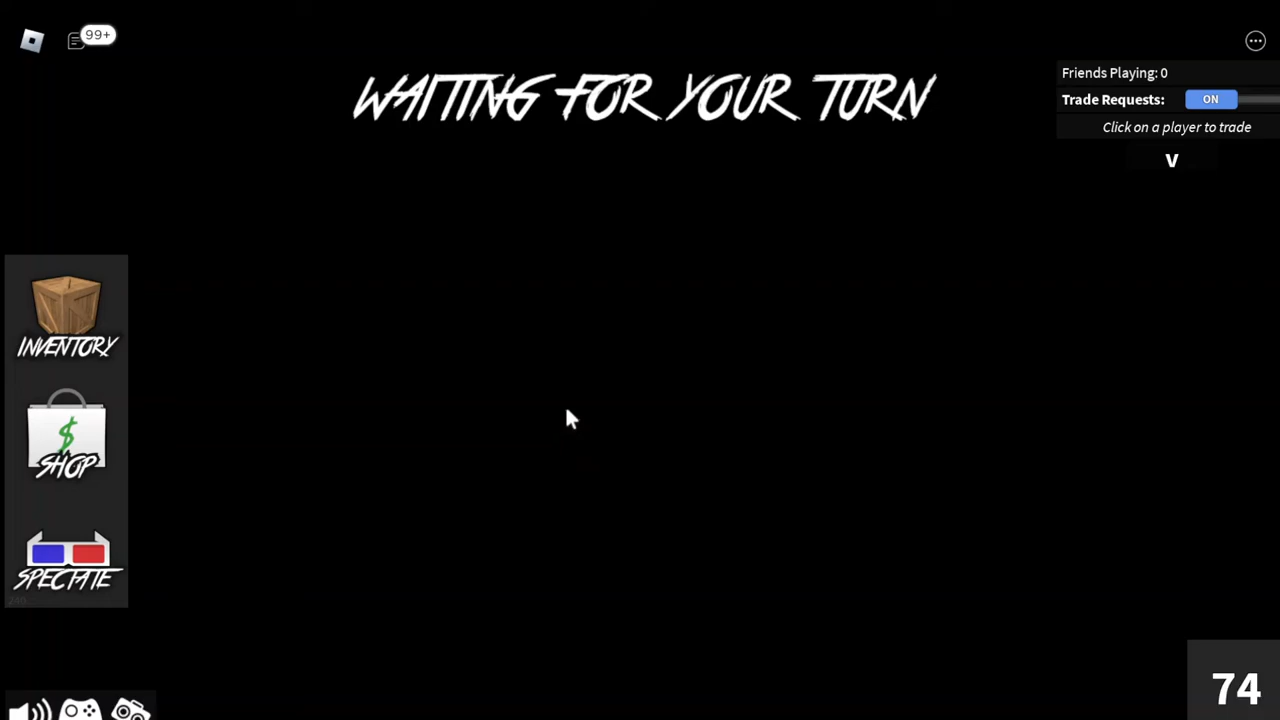 99+
WAITING FOR YOUR TURN
Friends Playing: 0
Trade Requests: ON
Click on a player to trade
V
INVENTORY
$
SHOP
SPECTATE
74